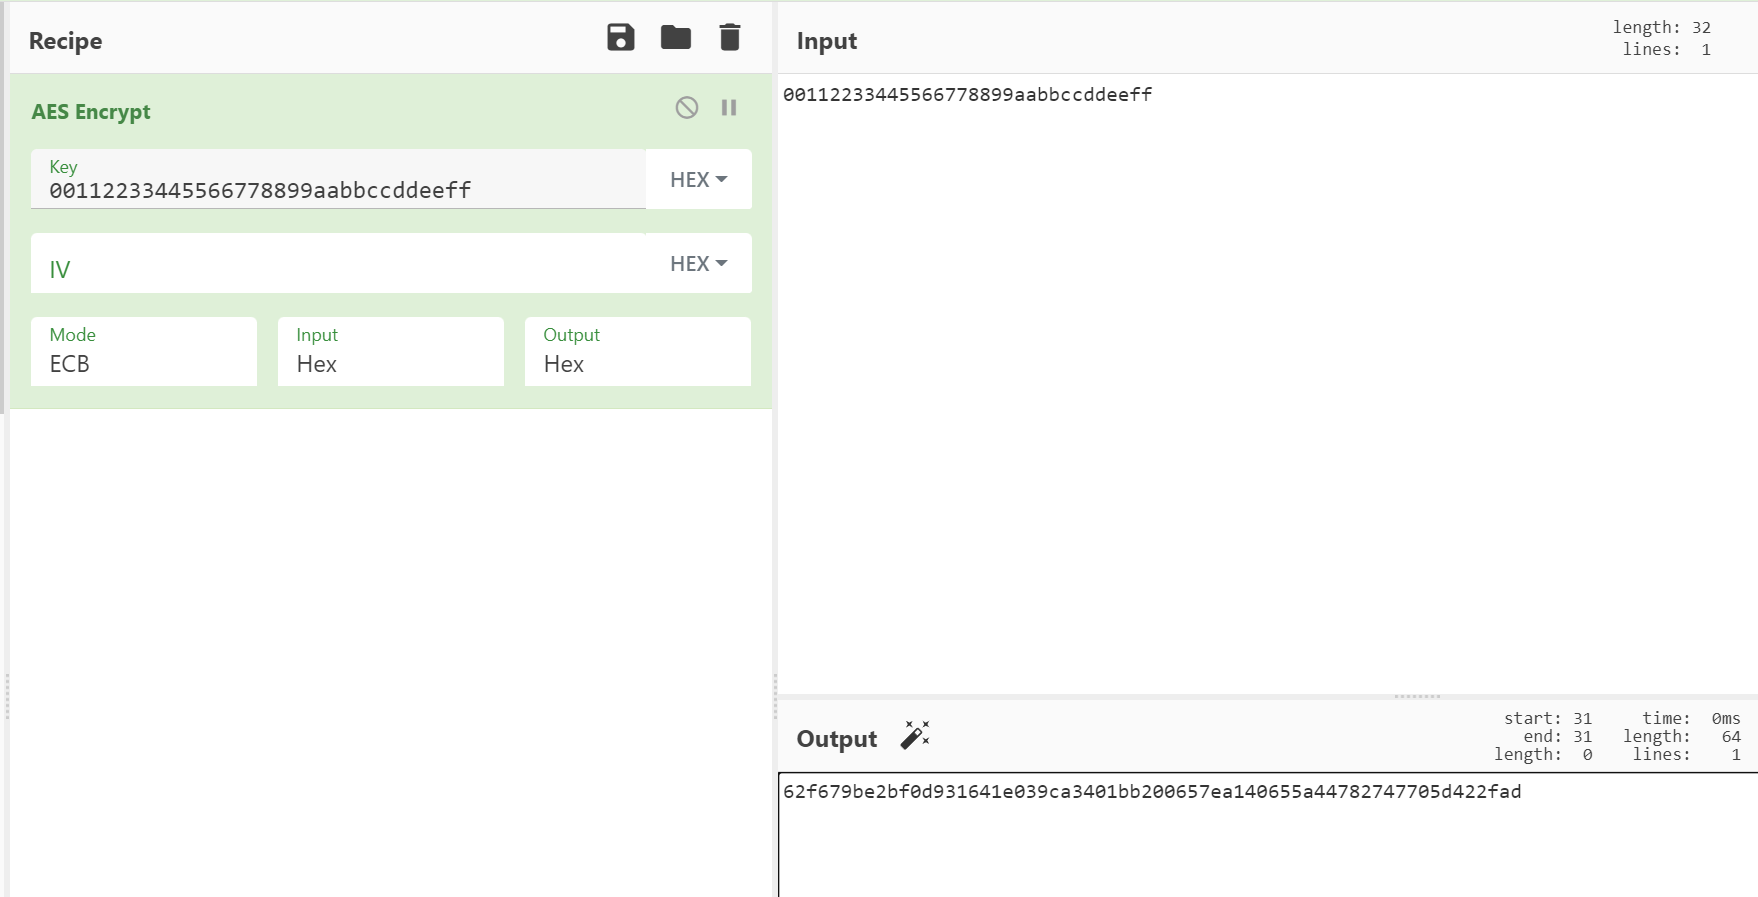 Recipe
AES Encrypt
Key
00112233445566778899aabbccddeeff
HEX
IV
HEX
Mode
ECB
Input
Hex
Output
Hex
Input
length: 32
lines: 1
00112233445566778899aabbccddeeff
Output
start: 31 time: 0ms
end: 31 length: 64
length: 0 lines: 1
62f679be2bf0d931641e039ca3401bb200657ea140655a44782747705d422fad